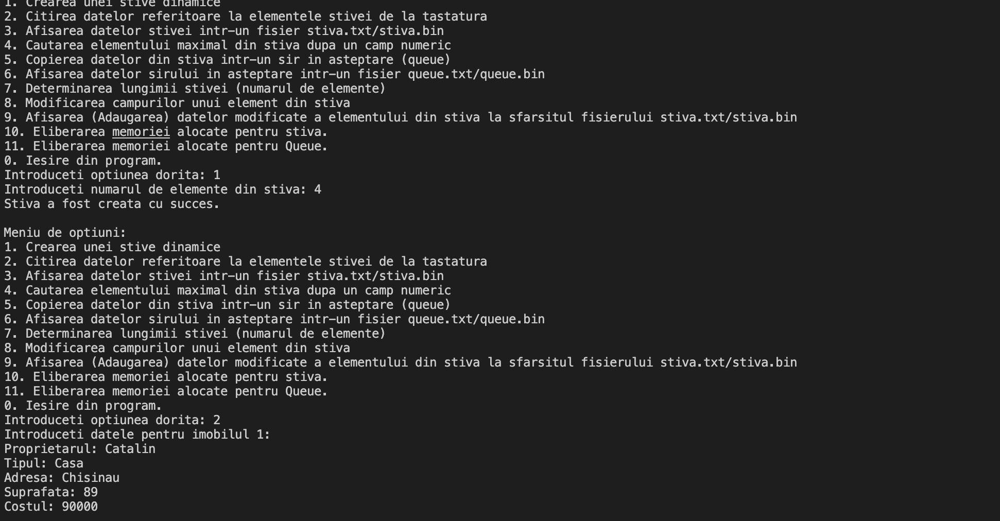 1. Crearea unei stive dinamice
2. Citirea datelor referitoare la elementele stivei de la tastatura
3. Afisarea datelor stivei intr-un fisier stiva.txt/stiva.bin
4. Cautarea elementului maximal din stiva dupa un camp numeric
5. Copierea datelor din stiva intr-un sir in asteptare (queue)
6. Afisarea datelor sirului in asteptare intr-un fisier queue.txt/queue.bin
7. Determinarea lungimii stivei (numarul de elemente)
8. Modificarea campurilor unui element din stiva
9. Afisarea (Adaugarea) datelor modificate a elementului din stiva la sfarsitul fisierului stiva.txt/stiva.bin
10. Eliberarea memoriei alocate pentru stiva.
11. Eliberarea memoriei alocate pentru Queue.
0. Iesire din program.
Introduceti optiunea dorita: 1
Introduceti numarul de elemente din stiva: 4
Stiva a fost creata cu succes.
Meniu de optiuni:
1. Crearea unei stive dinamice
2. Citirea datelor referitoare la elementele stivei de la tastatura
3. Afisarea datelor stivei intr-un fisier stiva.txt/stiva.bin
4. Cautarea elementului maximal din stiva dupa un camp numeric
5. Copierea datelor din stiva intr-un sir in asteptare (queue)
6. Afisarea datelor sirului in asteptare intr-un fisier queue.txt/queue.bin
7. Determinarea lungimii stivei (numarul de elemente)
8. Modificarea campurilor unui element din stiva
9. Afisarea (Adaugarea) datelor modificate a elementului din stiva la sfarsitul fisierului stiva.txt/stiva.bin
10. Eliberarea memoriei alocate pentru stiva.
11. Eliberarea memoriei alocate pentru Queue.
0. Iesire din program.
Introduceti optiunea dorita: 2
Introduceti datele pentru imobilul 1:
Proprietarul: Catalin
Tipul: Casa
Adresa: Chisinau
Suprafata: 89
Costul: 90000